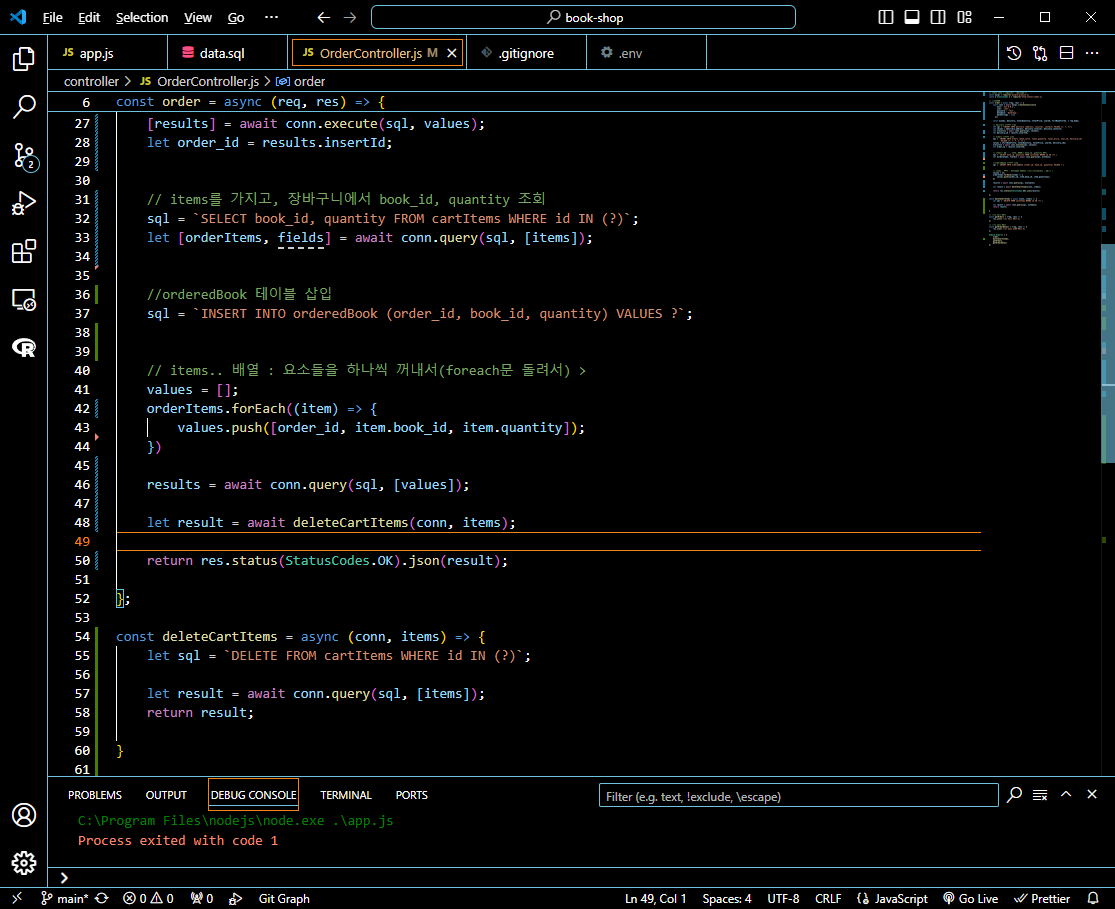 File Edit Selection View Go ··· book-shop
JS app.js data.sql JS OrderController.js M .gitignore .env
controller > JS OrderController.js > order
6 const order = async (req, res) => {
27 [results] = await conn.execute(sql, values);
28 let order_id = results.insertId;
29
30
31 // items를 가지고, 장바구니에서 book_id, quantity 조회
32 sql = `SELECT book_id, quantity FROM cartItems WHERE id IN (?)`;
33 let [orderItems, fields] = await conn.query(sql, [items]);
34
35
36 //orderedBook 테이블 삽입
37 sql = `INSERT INTO orderedBook (order_id, book_id, quantity) VALUES ?`;
38
39
40 // items.. 배열 : 요소들을 하나씩 꺼내서(foreach문 돌려서) >
41 values = [];
42 orderItems.forEach((item) => {
43 values.push([order_id, item.book_id, item.quantity]);
44 })
45
46 results = await conn.query(sql, [values]);
47
48 let result = await deleteCartItems(conn, items);
49
50 return res.status(StatusCodes.OK).json(result);
51
52 };
53
54 const deleteCartItems = async (conn, items) => {
55 let sql = `DELETE FROM cartItems WHERE id IN (?)`;
56
57 let result = await conn.query(sql, [items]);
58 return result;
59
60 }
61
2
PROBLEMS OUTPUT DEBUG CONSOLE TERMINAL PORTS Filter (e.g. text, !exclude, \escape)
C:\Program Files\nodejs\node.exe .\app.js
Process exited with code 1
main* 0 0 0 Git Graph Ln 49, Col 1 Spaces: 4 UTF-8 CRLF {} JavaScript Go Live Prettier